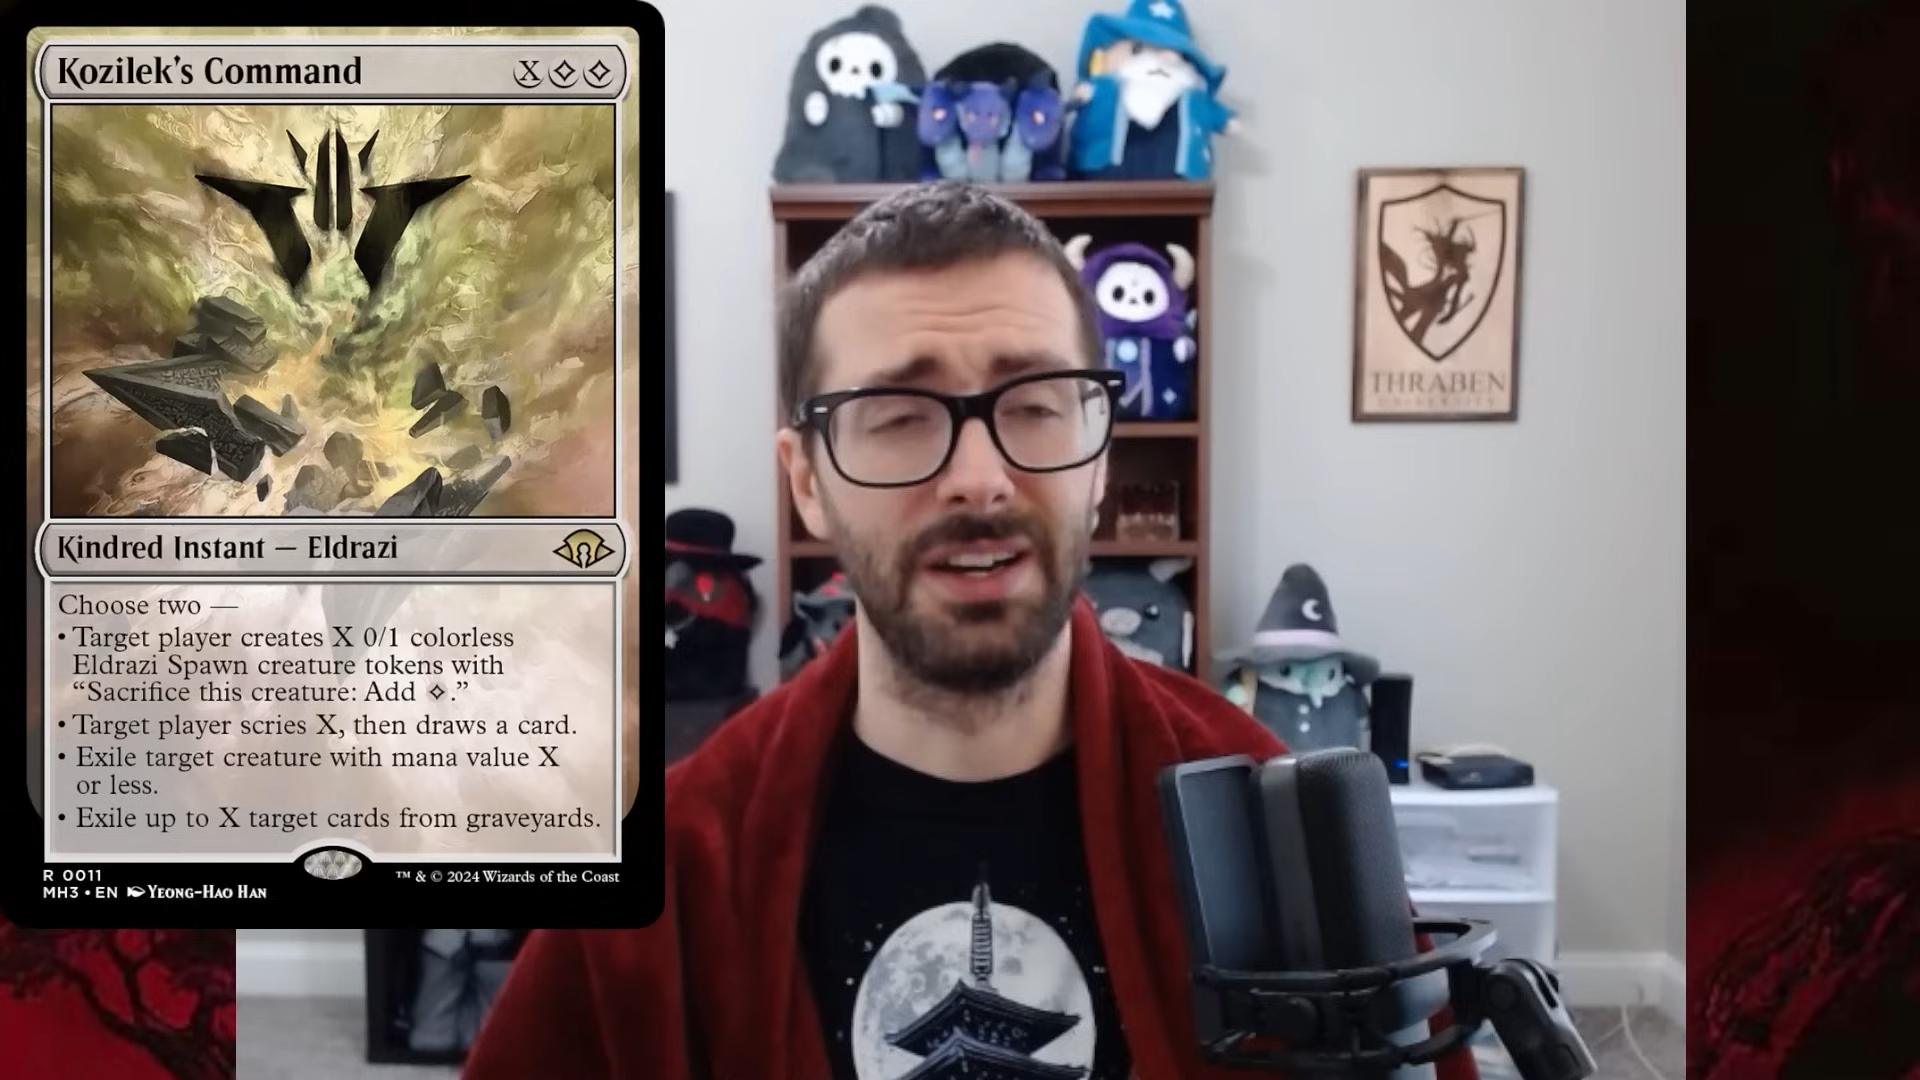 Kozilek's Command X◇◇
Kindred Instant — Eldrazi
Choose two —
• Target player creates X 0/1 colorless
Eldrazi Spawn creature tokens with
“Sacrifice this creature: Add ◇.”
• Target player scries X, then draws a card.
• Exile target creature with mana value X
or less.
• Exile up to X target cards from graveyards.
R 0011
MH3 • EN YEONG-HAO HAN
™ & © 2024 Wizards of the Coast
THRABEN
UNIVERSITY